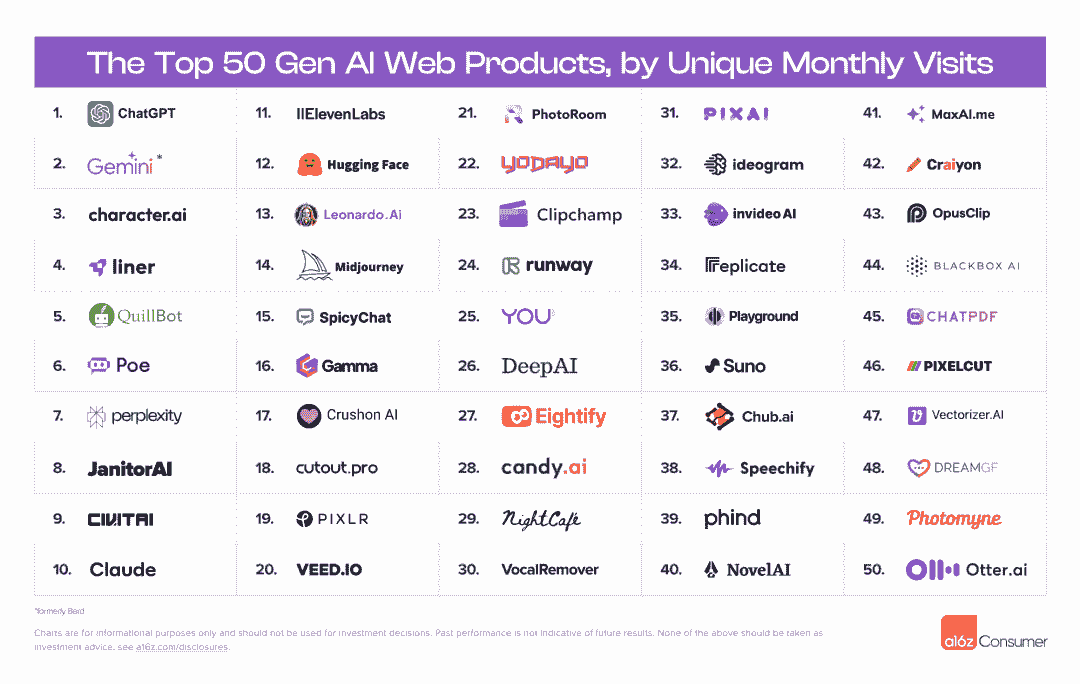 The Top 50 Gen AI Web Products, by Unique Monthly Visits
1. ChatGPT
2. Gemini*
3. character.ai
4. liner
5. QuillBot
6. Poe
7. perplexity
8. JanitorAI
9. CIVITAI
10. Claude
11. IIElevenLabs
12. Hugging Face
13. Leonardo.Ai
14. Midjourney
15. SpicyChat
16. Gamma
17. Crushon AI
18. cutout.pro
19. PIXLR
20. VEED.IO
21. PhotoRoom
22. YODAYO
23. Clipchamp
24. runway
25. YOU
26. DeepAI
27. Eightify
28. candy.ai
29. NightCafé
30. VocalRemover
31. PIXAI
32. ideogram
33. invideo AI
34. Replicate
35. Playground
36. Suno
37. Chub.ai
38. Speechify
39. phind
40. NovelAI
41. MaxAI.me
42. Craiyon
43. OpusClip
44. BLACKBOX AI
45. CHATPDF
46. PIXELCUT
47. Vectorizer.AI
48. DREAMGF
49. Photomyne
50. Otter.ai
*formerly Bard
Charts are for informational purposes only and should not be used for investment decisions. Past performance is not indicative of future results. None of the above should be taken as
investment advice. see a16z.com/disclosures.
a16z Consumer